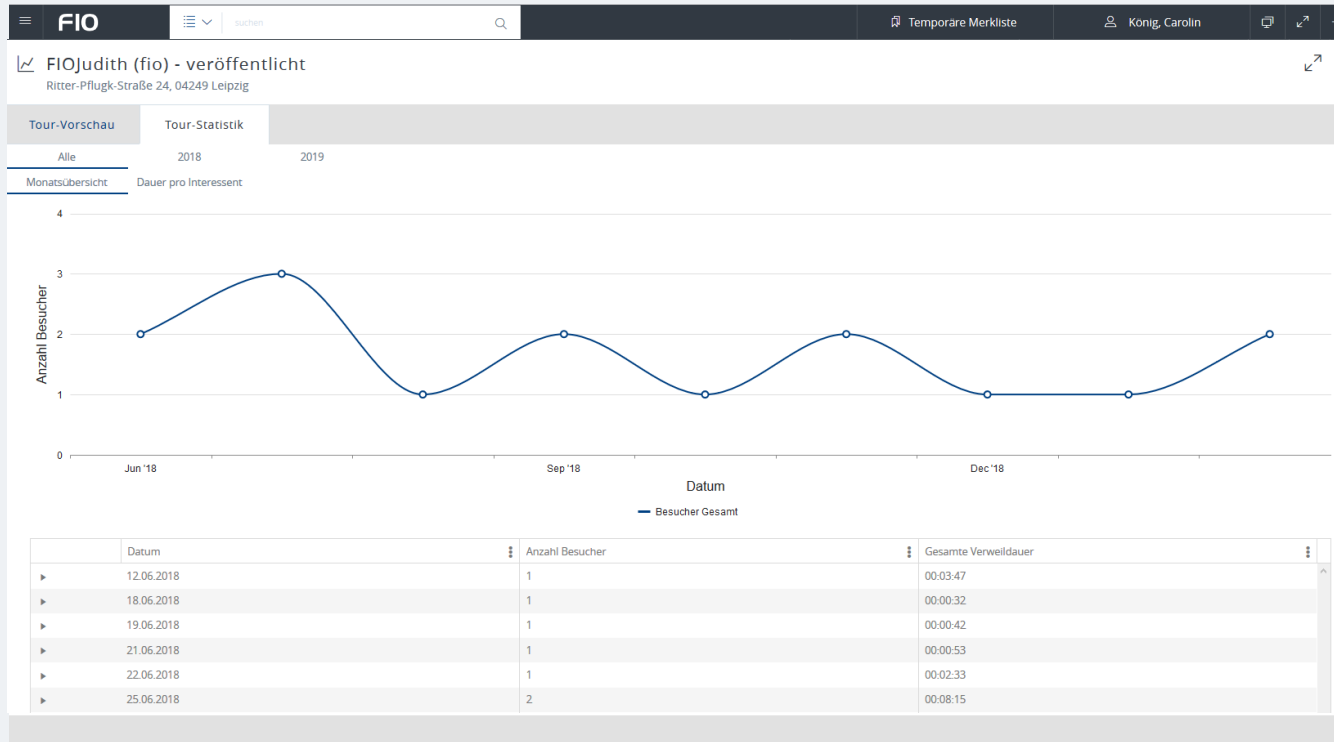 FIO
suchen
Temporäre Merkliste
König, Carolin
FIOJudith (fio) - veröffentlicht
Ritter-Pflugk-Straße 24, 04249 Leipzig
Tour-Vorschau Tour-Statistik
Alle 2018 2019
Monatsübersicht Dauer pro Interessent
4
3
2
1
0
Anzahl Besucher
Jun '18 Sep '18 Dec '18
Datum
Besucher Gesamt
Datum Anzahl Besucher Gesamte Verweildauer
12.06.2018 1 00:03:47
18.06.2018 1 00:00:32
19.06.2018 1 00:00:42
21.06.2018 1 00:00:53
22.06.2018 1 00:02:33
25.06.2018 2 00:08:15